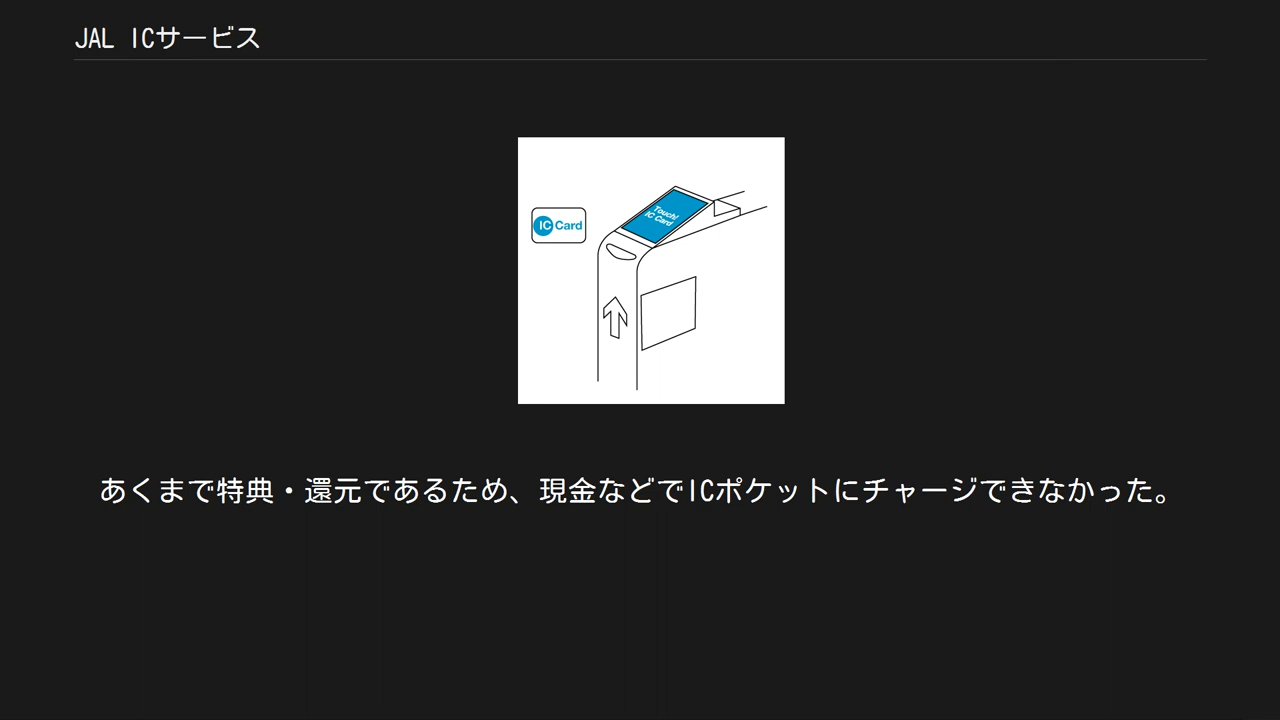 JAL ICサービス
IC Card
Touch!
IC Card
あくまで特典・還元であるため、現金などでICポケットにチャージできなかった。